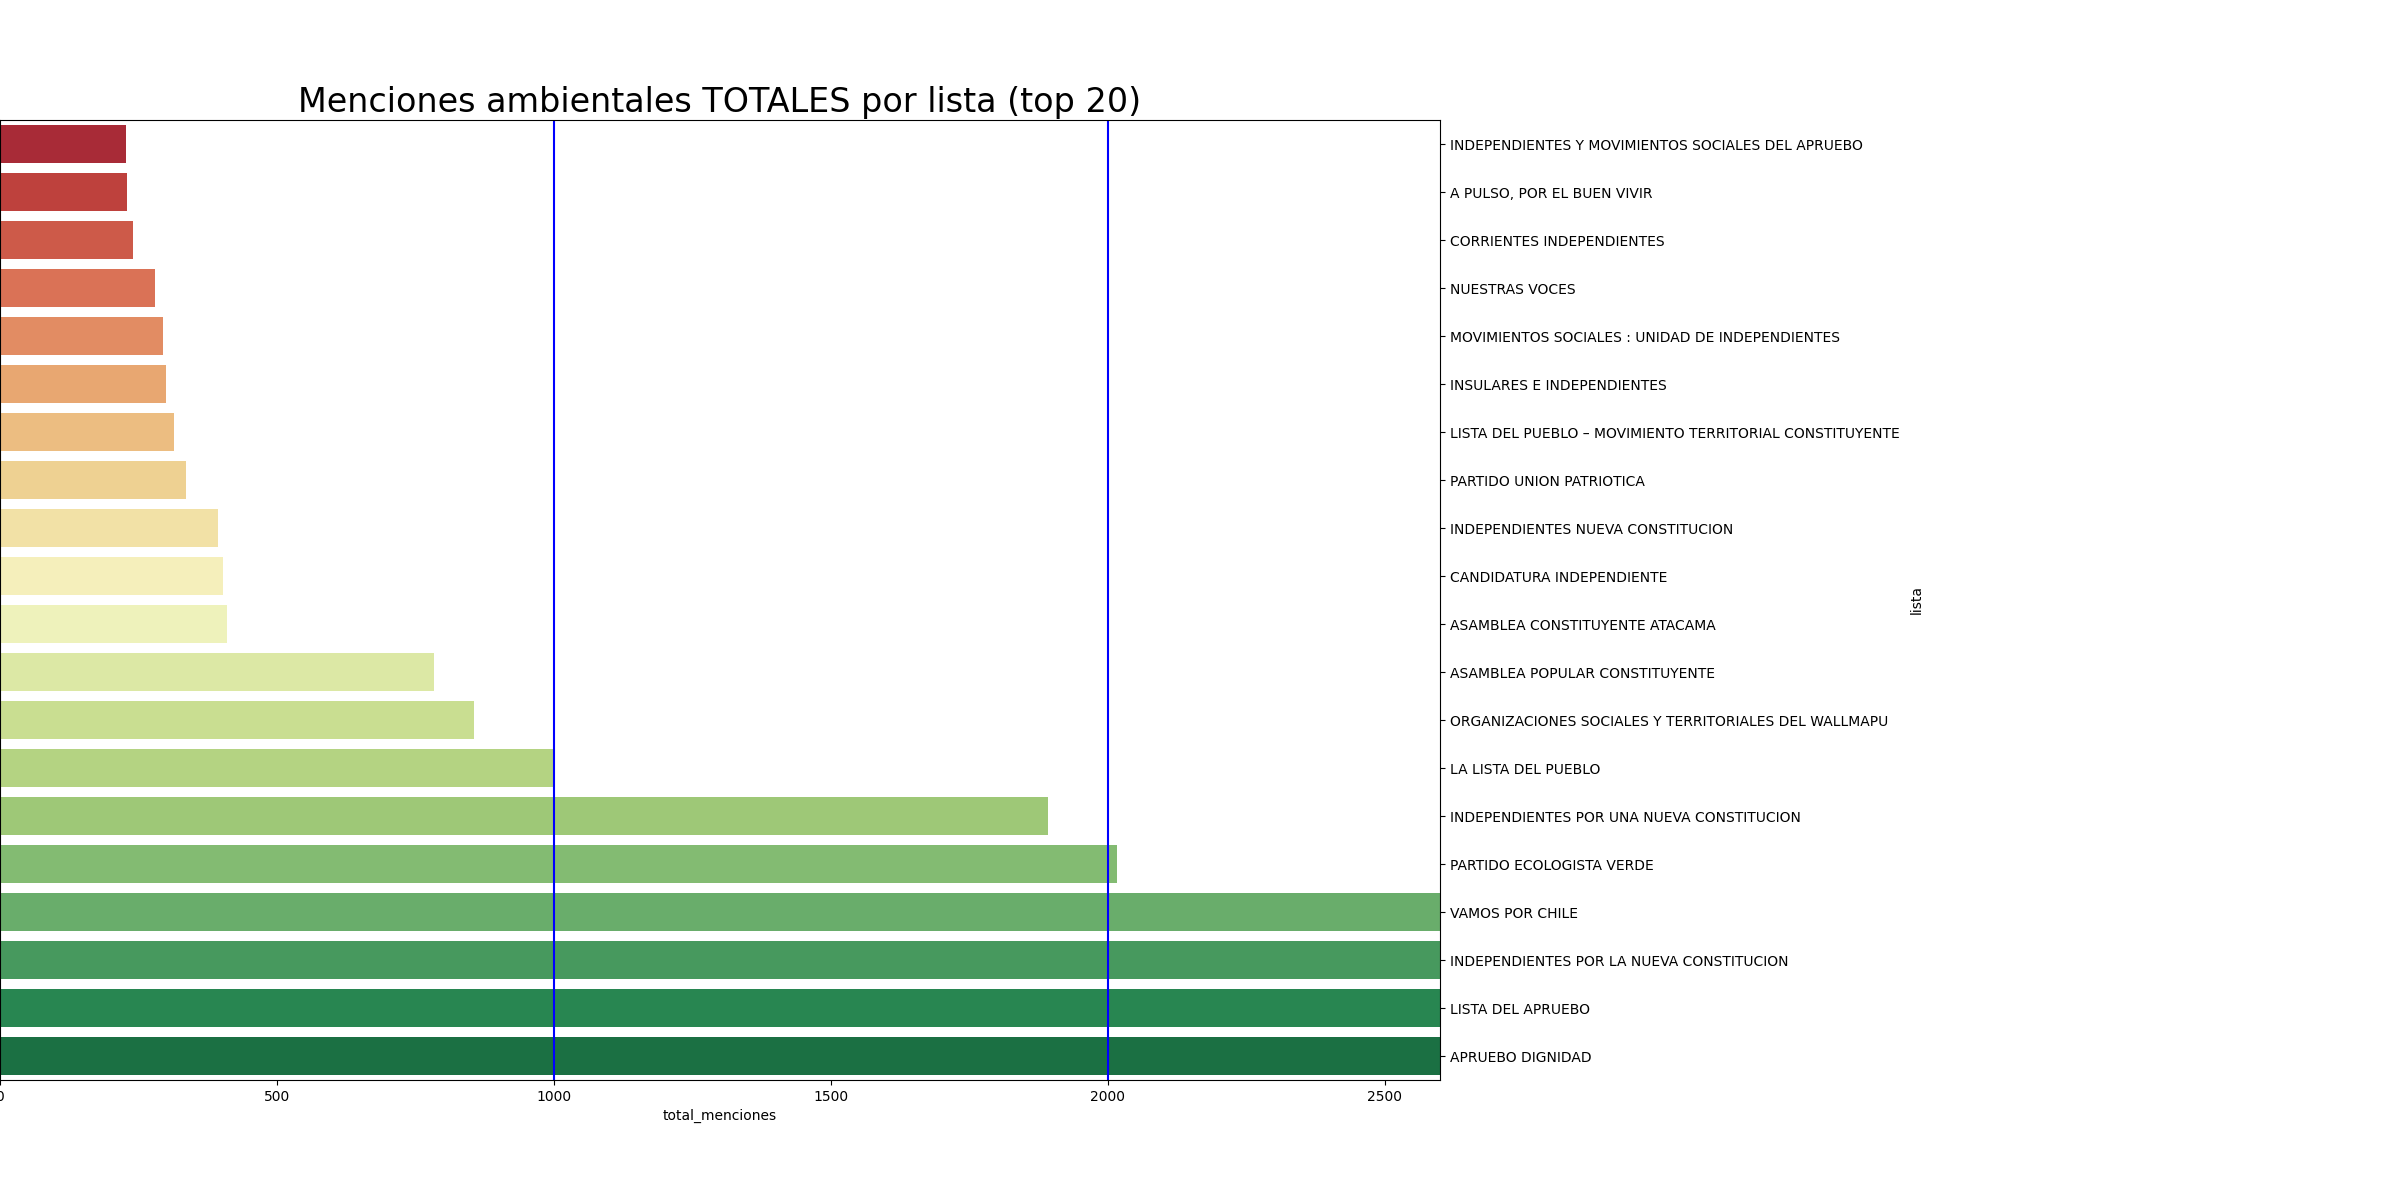 Menciones ambientales TOTALES por lista (top 20)
INDEPENDIENTES Y MOVIMIENTOS SOCIALES DEL APRUEBO
A PULSO, POR EL BUEN VIVIR
CORRIENTES INDEPENDIENTES
NUESTRAS VOCES
MOVIMIENTOS SOCIALES : UNIDAD DE INDEPENDIENTES
INSULARES E INDEPENDIENTES
LISTA DEL PUEBLO – MOVIMIENTO TERRITORIAL CONSTITUYENTE
PARTIDO UNION PATRIOTICA
INDEPENDIENTES NUEVA CONSTITUCION
CANDIDATURA INDEPENDIENTE
ASAMBLEA CONSTITUYENTE ATACAMA
ASAMBLEA POPULAR CONSTITUYENTE
ORGANIZACIONES SOCIALES Y TERRITORIALES DEL WALLMAPU
LA LISTA DEL PUEBLO
INDEPENDIENTES POR UNA NUEVA CONSTITUCION
PARTIDO ECOLOGISTA VERDE
VAMOS POR CHILE
INDEPENDIENTES POR LA NUEVA CONSTITUCION
LISTA DEL APRUEBO
APRUEBO DIGNIDAD
lista
0 500 1000 1500 2000 2500
total_menciones